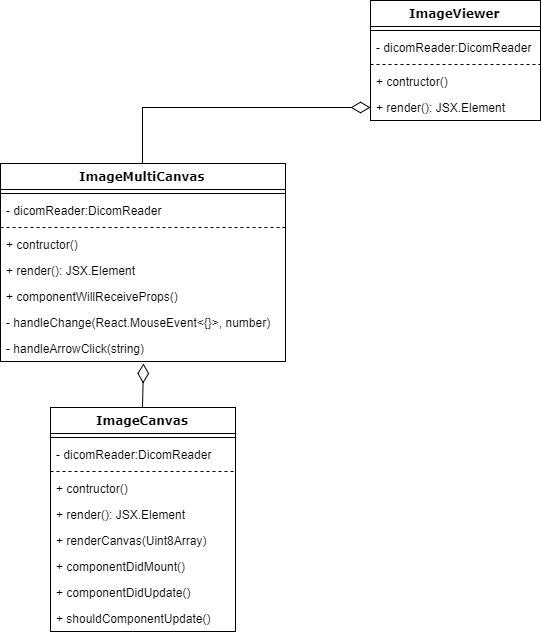 ImageViewer
- dicomReader:DicomReader
+ contructor()
+ render(): JSX.Element
ImageMultiCanvas
- dicomReader:DicomReader
+ contructor()
+ render(): JSX.Element
+ componentWillReceiveProps()
- handleChange(React.MouseEvent<{}>, number)
- handleArrowClick(string)
ImageCanvas
- dicomReader:DicomReader
+ contructor()
+ render(): JSX.Element
+ renderCanvas(Uint8Array)
+ componentDidMount()
+ componentDidUpdate()
+ shouldComponentUpdate()